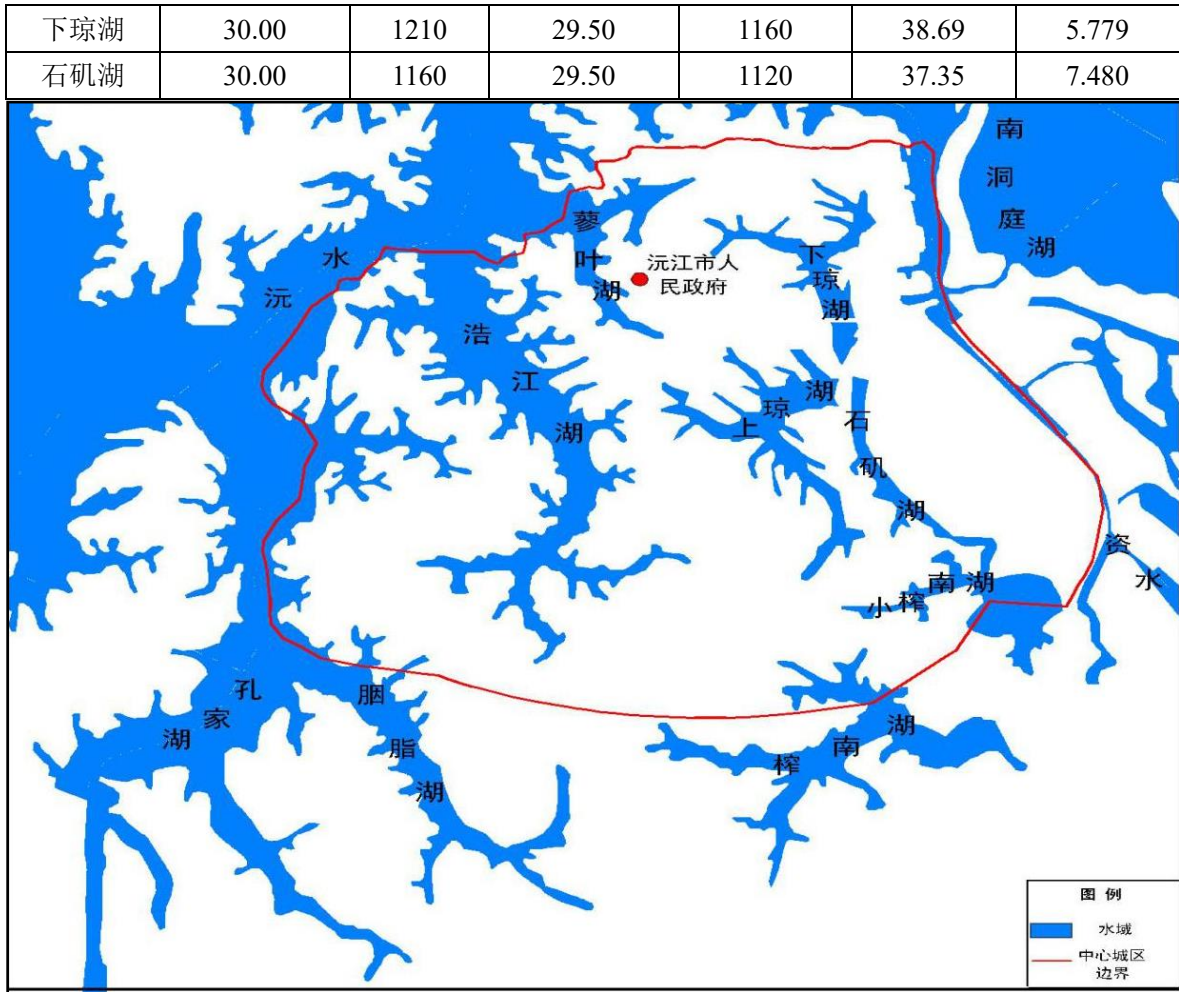 下琼湖 30.00 1210 29.50 1160 38.69 5.779
石矶湖 30.00 1160 29.50 1120 37.35 7.480
南洞庭湖
蓼叶湖
沅水
沅江市人
民政府
下琼湖
浩江湖
上琼湖
石矶湖
资水
小榨南湖
孔家湖
胭脂湖
榨南湖
图 例
水域
中心城区
边界